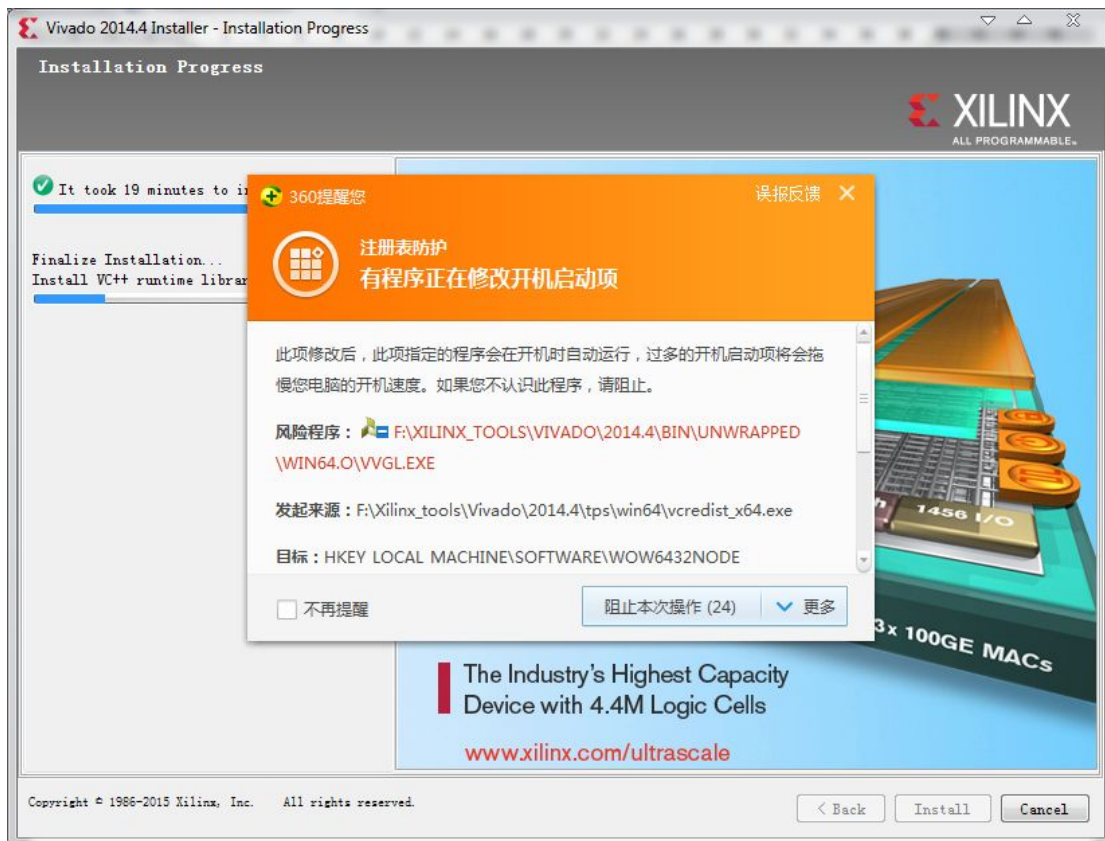 Vivado 2014.4 Installer - Installation Progress
Installation Progress
XILINX
ALL PROGRAMMABLE.
It took 19 minutes to
Finalize Installation...
Install VC++ runtime
360提醒您
误报反馈
注册表防护
有程序正在修改开机启动项
此项修改后，此项指定的程序会在开机时自动运行，过多的开机启动项将会拖
慢您电脑的开机速度。如果您不认识此程序，请阻止。
风险程序： F:\XILINX_TOOLS\VIVADO\2014.4\BIN\UNWRAPPED
\WIN64.O\VVGL.EXE
发起来源：F:\Xilinx_tools\Vivado\2014.4\tps\win64\vcredist_x64.exe
目标：HKEY LOCAL MACHINE\SOFTWARE\WOW6432NODE
不再提醒
阻止本次操作 (24)
更多
1456 I/O
3x 100GE MACs
The Industry's Highest Capacity
Device with 4.4M Logic Cells
www.xilinx.com/ultrascale
Copyright © 1986-2015 Xilinx, Inc. All rights reserved.
< Back
Install
Cancel